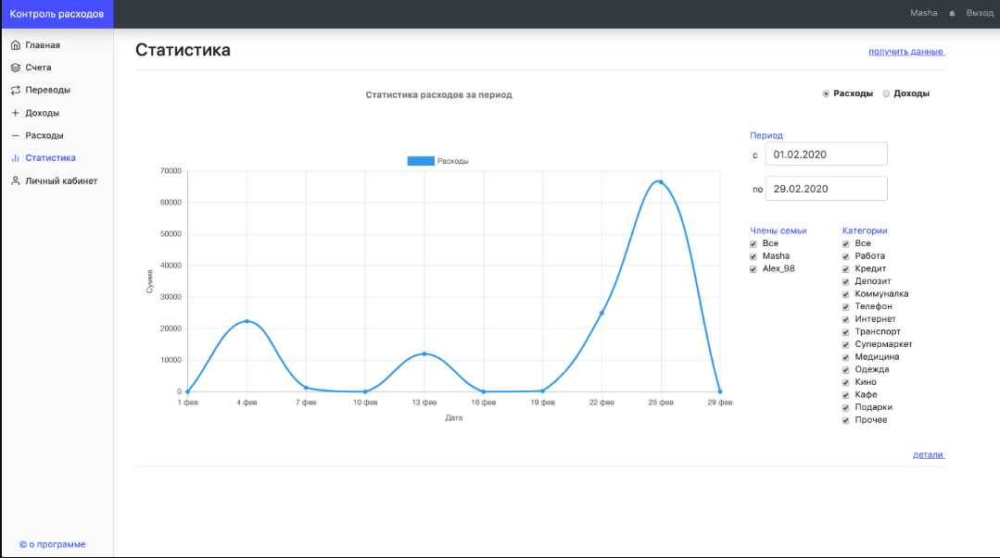 Контроль расходов
Masha
Выход
Главная
Счета
Переводы
Доходы
Расходы
Статистика
Личный кабинет
© о программе
Статистика
получить данные
Статистика расходов за период
Расходы
Доходы
Расходы
70000
60000
50000
40000
30000
20000
10000
0
Сумма
1 фев 4 фев 7 фев 10 фев 13 фев 16 фев 19 фев 22 фев 25 фев 29 фев
Дата
Период
с 01.02.2020
по 29.02.2020
Члены семьи
Все
Masha
Alex_98
Категории
Все
Работа
Кредит
Депозит
Коммуналка
Телефон
Интернет
Транспорт
Супермаркет
Медицина
Одежда
Кино
Кафе
Подарки
Прочее
детали